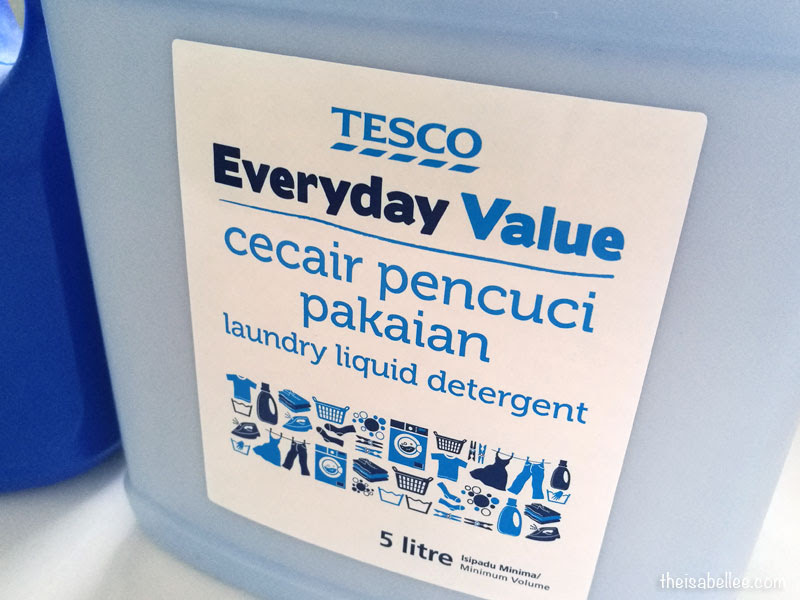 TESCO
Everyday Value
cecair pencuci
pakaian
laundry liquid detergent
5 litre Isipadu Minima/
Minimum Volume
theisabellee.com